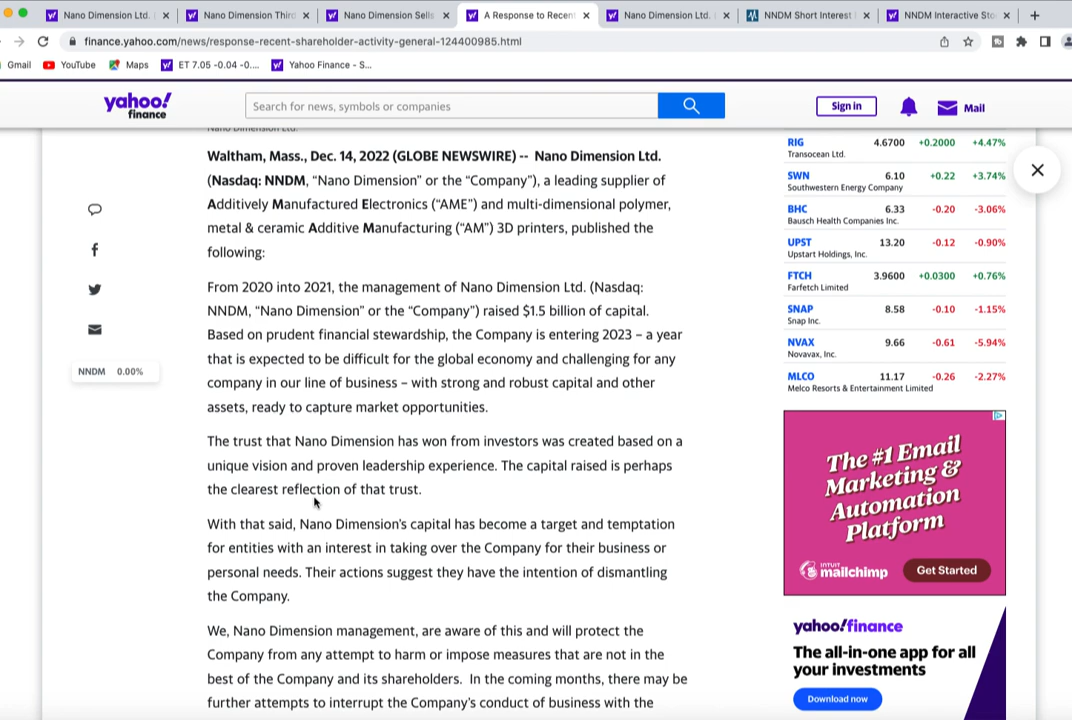 Nano Dimension Ltd.
Nano Dimension Third
Nano Dimension Sells
A Response to Recent
Nano Dimension Ltd.
NNDM Short Interest
NNDM Interactive Sto
finance.yahoo.com/news/response-recent-shareholder-activity-general-124400985.html
Gmail
YouTube
Maps
ET 7.05 -0.04 -0....
Yahoo Finance - S...
yahoo!
finance
Search for news, symbols or companies
Sign in
Mail
Nano Dimension Ltd.
Waltham, Mass., Dec. 14, 2022 (GLOBE NEWSWIRE) -- Nano Dimension Ltd.
(Nasdaq: NNDM, “Nano Dimension” or the “Company”), a leading supplier of
Additively Manufactured Electronics (“AME”) and multi-dimensional polymer,
metal & ceramic Additive Manufacturing (“AM”) 3D printers, published the
following:
From 2020 into 2021, the management of Nano Dimension Ltd. (Nasdaq:
NNDM, “Nano Dimension” or the “Company”) raised $1.5 billion of capital.
Based on prudent financial stewardship, the Company is entering 2023 – a year
that is expected to be difficult for the global economy and challenging for any
company in our line of business – with strong and robust capital and other
assets, ready to capture market opportunities.
The trust that Nano Dimension has won from investors was created based on a
unique vision and proven leadership experience. The capital raised is perhaps
the clearest reflection of that trust.
With that said, Nano Dimension’s capital has become a target and temptation
for entities with an interest in taking over the Company for their business or
personal needs. Their actions suggest they have the intention of dismantling
the Company.
We, Nano Dimension management, are aware of this and will protect the
Company from any attempt to harm or impose measures that are not in the
best of the Company and its shareholders. In the coming months, there may be
further attempts to interrupt the Company’s conduct of business with the
NNDM 0.00%
RIG 4.6700 +0.2000 +4.47%
Transocean Ltd.
SWN 6.10 +0.22 +3.74%
Southwestern Energy Company
BHC 6.33 -0.20 -3.06%
Bausch Health Companies Inc.
UPST 13.20 -0.12 -0.90%
Upstart Holdings, Inc.
FTCH 3.9600 +0.0300 +0.76%
Farfetch Limited
SNAP 8.58 -0.10 -1.15%
Snap Inc.
NVAX 9.66 -0.61 -5.94%
Novavax, Inc.
MLCO 11.17 -0.26 -2.27%
Melco Resorts & Entertainment Limited
The #1 Email
Marketing &
Automation
Platform
INTUIT
mailchimp
Get Started
yahoo!finance
The all-in-one app for all
your investments
Download now